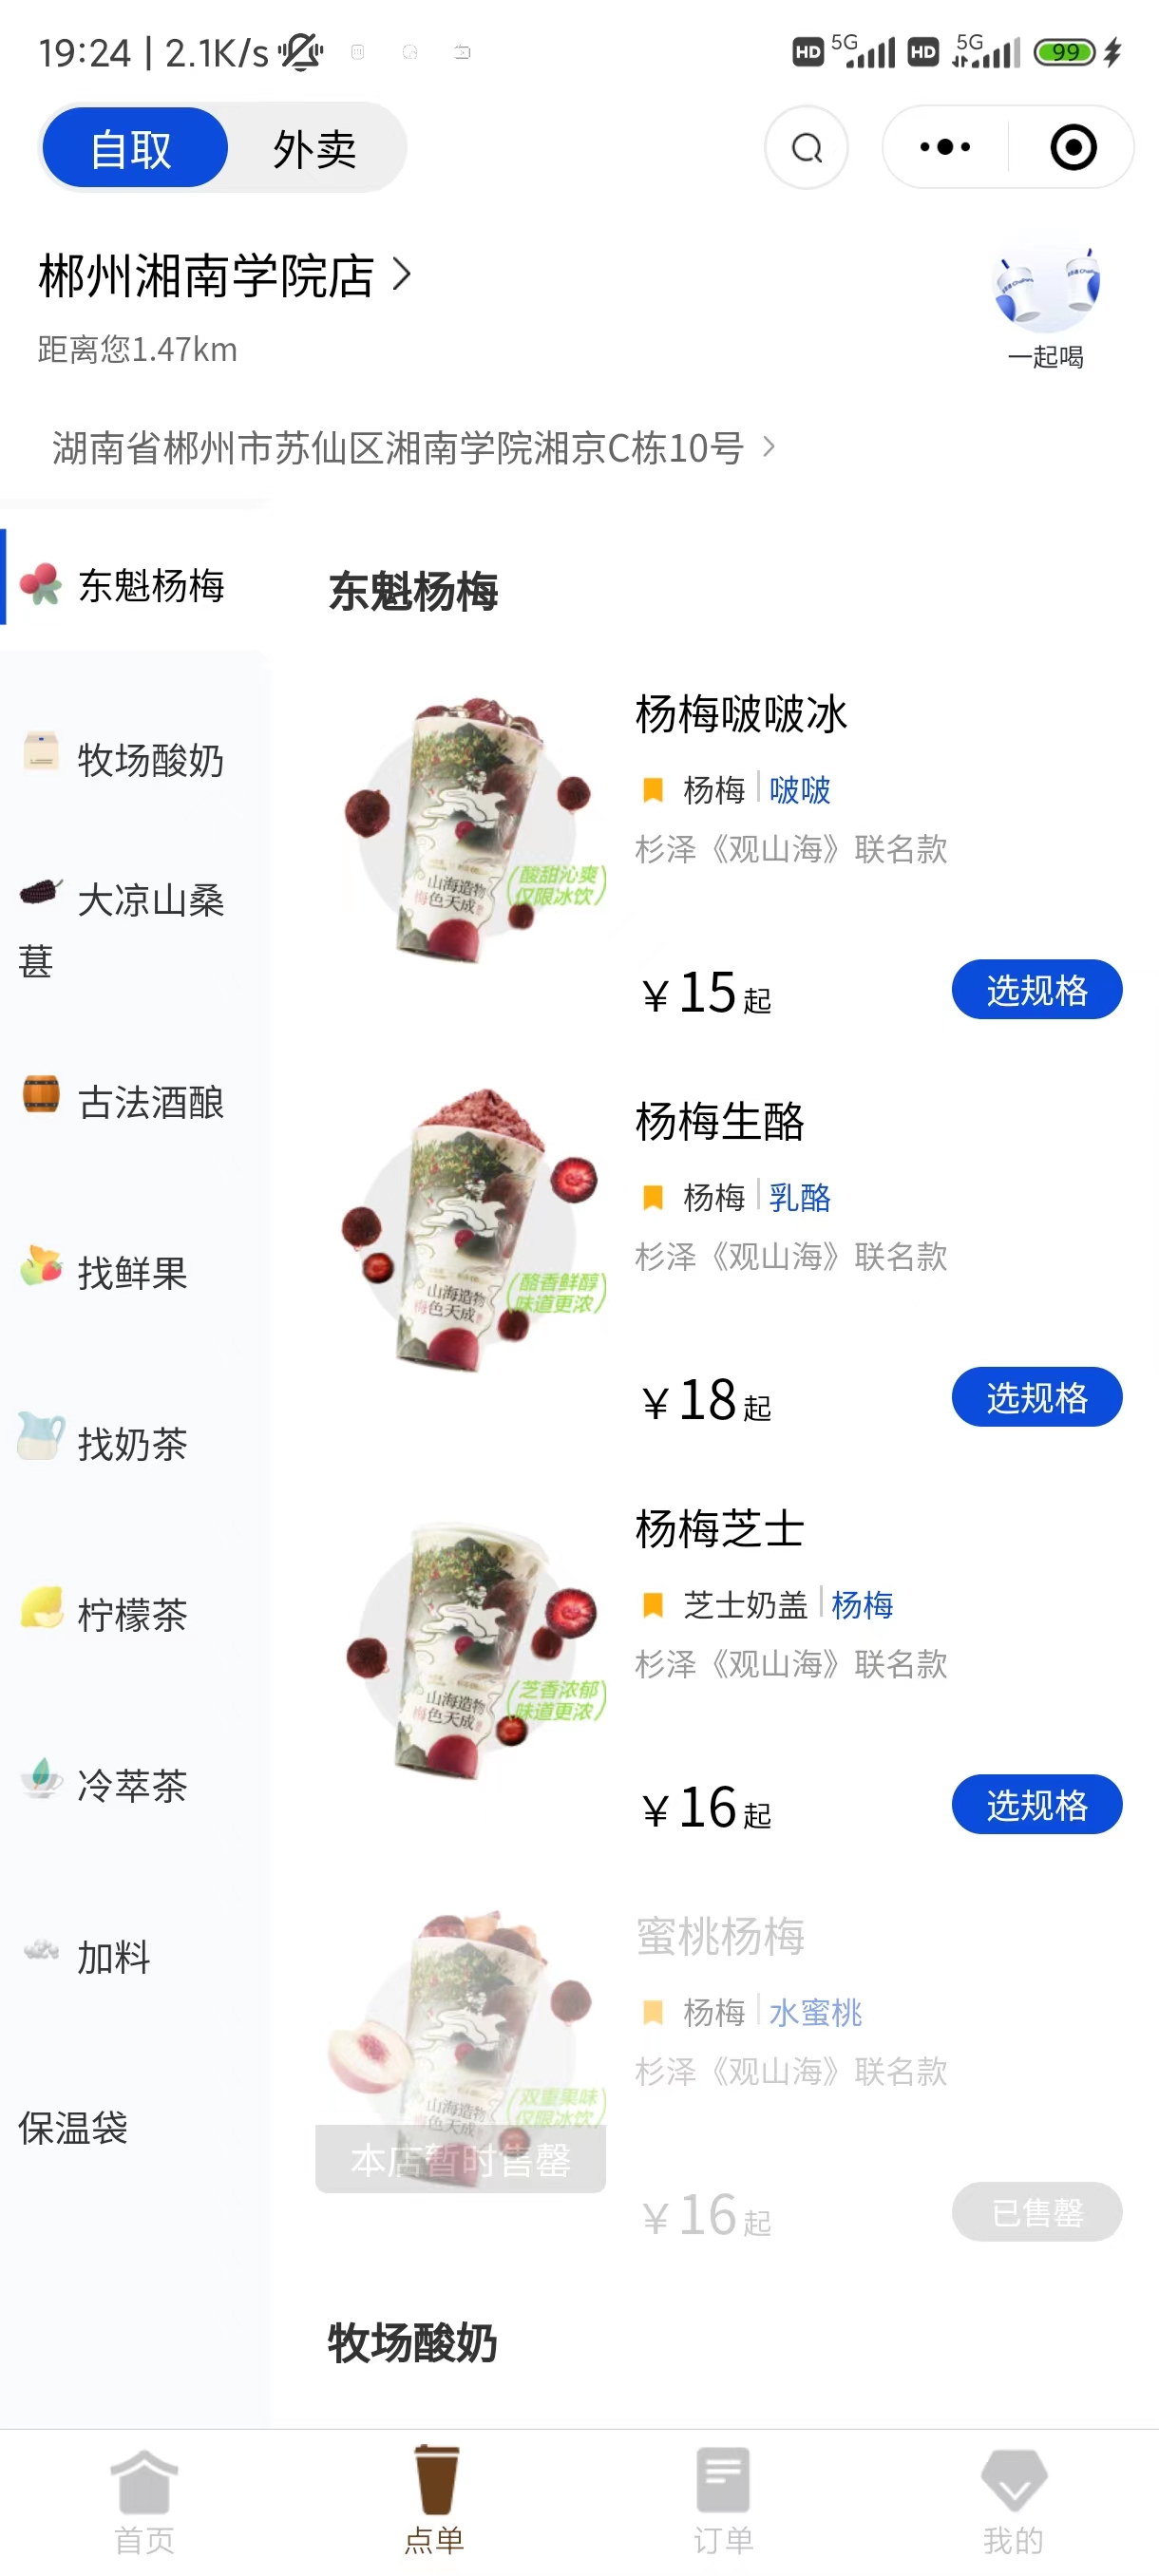 19:24 | 2.1K/s
HD 5G HD 5G 99
自取 外卖
郴州湘南学院店
距离您1.47km
一起喝
湖南省郴州市苏仙区湘南学院湘京C栋10号
东魁杨梅
牧场酸奶
大凉山桑
葚
古法酒酿
找鲜果
找奶茶
柠檬茶
冷萃茶
加料
保温袋
东魁杨梅
杨梅啵啵冰
杨梅 啵啵
杉泽《观山海》联名款
山海造物
梅色天成
酸甜沁爽
仅限冰饮
￥15起
选规格
杨梅生酪
杨梅 乳酪
杉泽《观山海》联名款
山海造物
梅色天成
酪香鲜醇
味道更浓
￥18起
选规格
杨梅芝士
芝士奶盖 杨梅
杉泽《观山海》联名款
山海造物
梅色天成
芝香浓郁
味道更浓
￥16起
选规格
蜜桃杨梅
杨梅 水蜜桃
杉泽《观山海》联名款
山海造物
梅色天成
双重果味
仅限冰饮
本店暂时售罄
￥16起
已售罄
牧场酸奶
首页 点单 订单 我的